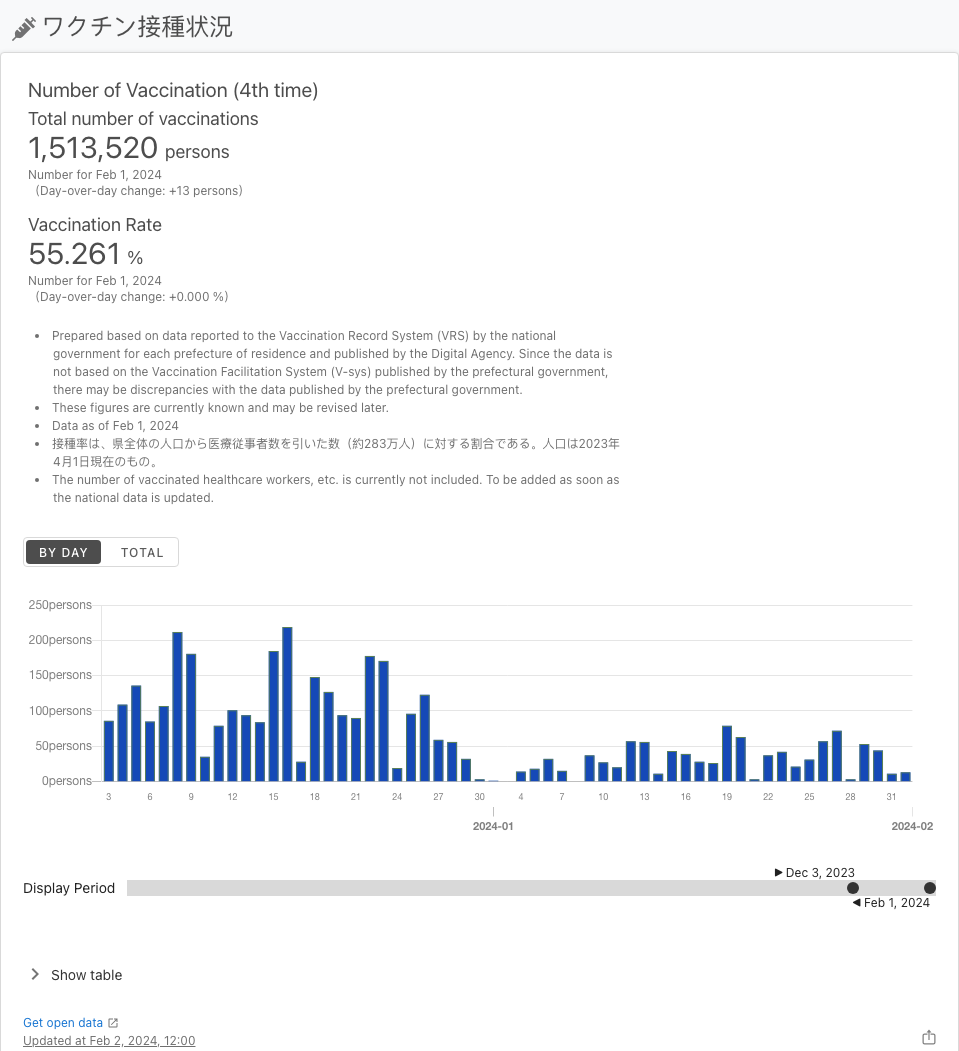 ワクチン接種状況
Number of Vaccination (4th time)
Total number of vaccinations
1,513,520 persons
Number for Feb 1, 2024
(Day-over-day change: +13 persons)
Vaccination Rate
55.261 %
Number for Feb 1, 2024
(Day-over-day change: +0.000 %)
• Prepared based on data reported to the Vaccination Record System (VRS) by the national
government for each prefecture of residence and published by the Digital Agency. Since the data is
not based on the Vaccination Facilitation System (V-sys) published by the prefectural government,
there may be discrepancies with the data published by the prefectural government.
• These figures are currently known and may be revised later.
• Data as of Feb 1, 2024
• 接種率は、県全体の人口から医療従事者数を引いた数（約283万人）に対する割合である。人口は2023年
4月1日現在のもの。
• The number of vaccinated healthcare workers, etc. is currently not included. To be added as soon as
the national data is updated.
BY DAY TOTAL
250persons
200persons
150persons
100persons
50persons
0persons
3 6 9 12 15 18 21 24 27 30 4 7 10 13 16 19 22 25 28 31
2024-01 2024-02
Dec 3, 2023
Display Period
Feb 1, 2024
Show table
Get open data
Updated at Feb 2, 2024, 12:00